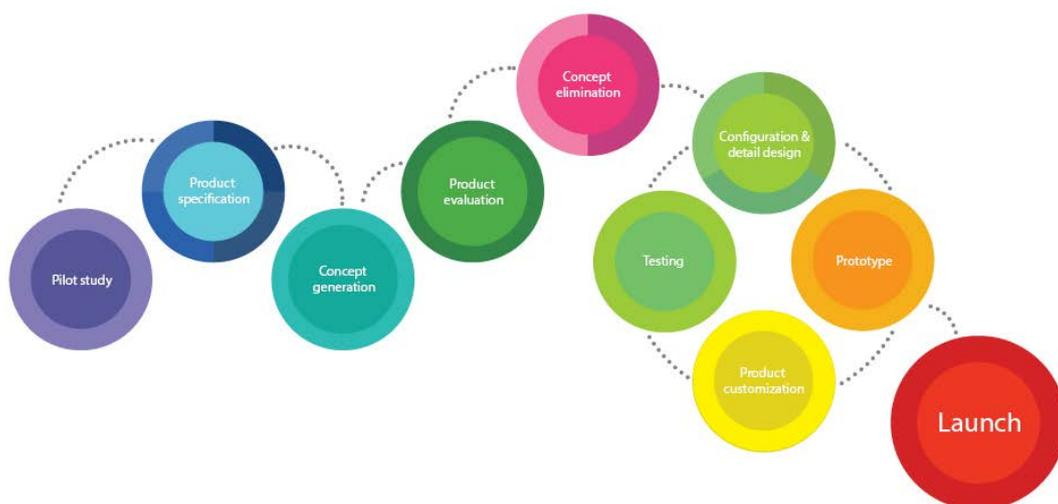 Pilot study
Product
specification
Concept
generation
Product
evaluation
Concept
elimination
Configuration &
detail design
Testing
Prototype
Product
customization
Launch